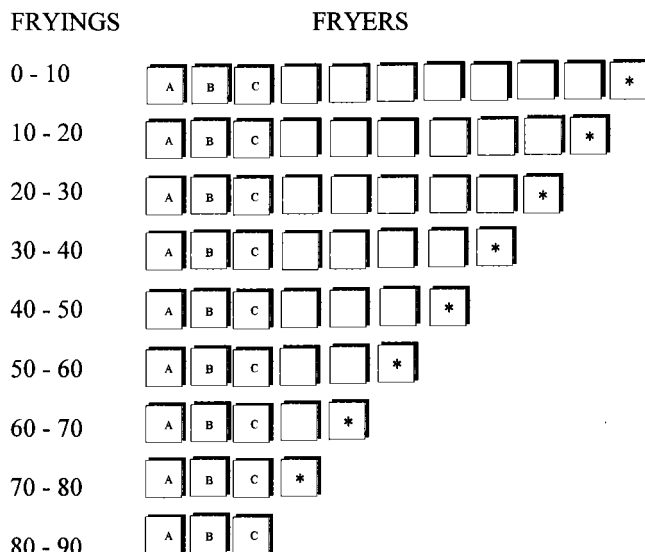 FRYINGS FRYERS
0 - 10 A B C *
10 - 20 A B C *
20 - 30 A B C *
30 - 40 A B C *
40 - 50 A B C *
50 - 60 A B C *
60 - 70 A B C *
70 - 80 A B C *
80 - 90 A B C